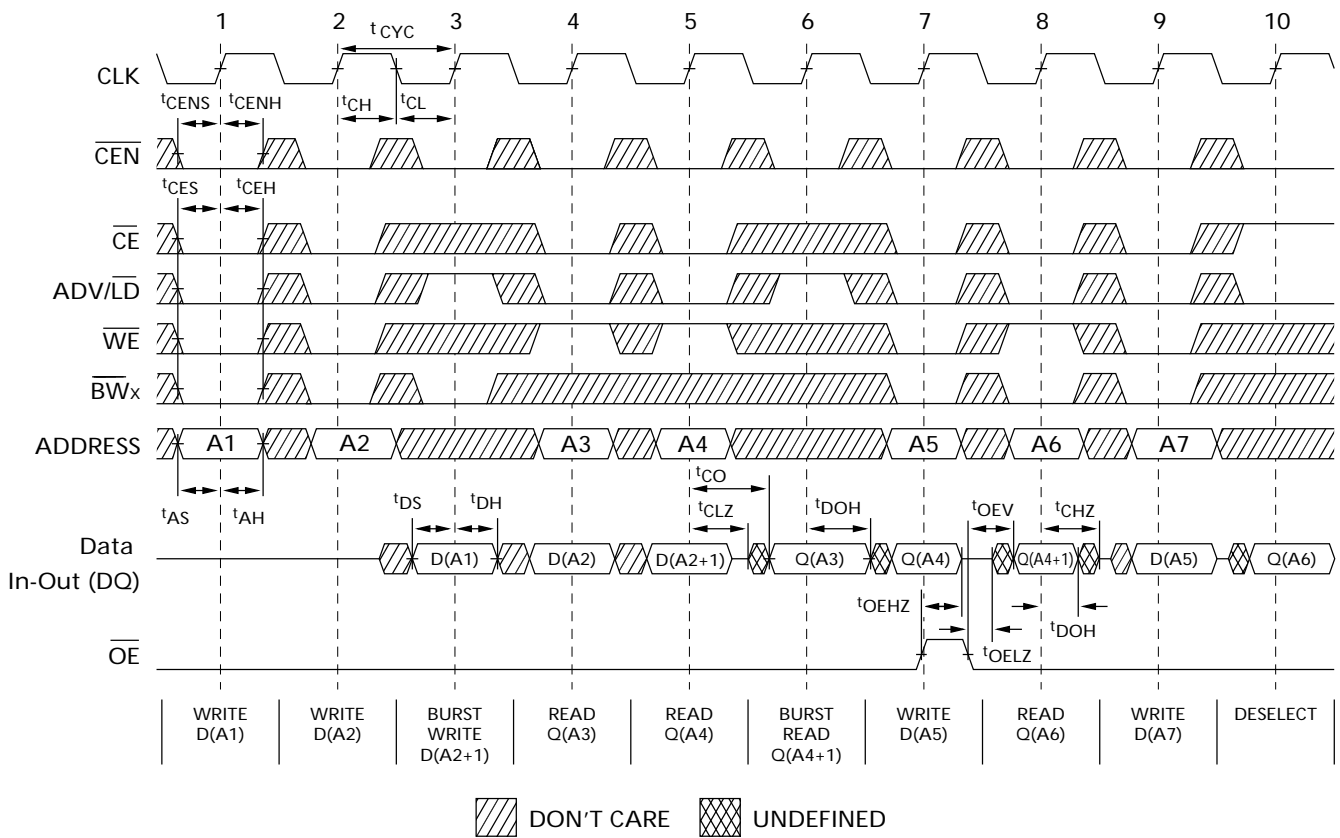 1 2 3 4 5 6 7 8 9 10
t CYC
CLK
tCENS tCENH tCH tCL
CEN
tCES tCEH
CE
ADV/LD
WE
BWx
ADDRESS A1 A2 A3 A4 A5 A6 A7
tCO
tAS tAH tDS tDH tCLZ tDOH tOEV tCHZ
Data
In-Out (DQ)
D(A1) D(A2) D(A2+1) Q(A3) Q(A4) Q(A4+1) D(A5) Q(A6)
tOEHZ tDOH
tOELZ
OE
WRITE
D(A1)
WRITE
D(A2)
BURST
WRITE
D(A2+1)
READ
Q(A3)
READ
Q(A4)
BURST
READ
Q(A4+1)
WRITE
D(A5)
READ
Q(A6)
WRITE
D(A7)
DESELECT
DON'T CARE UNDEFINED